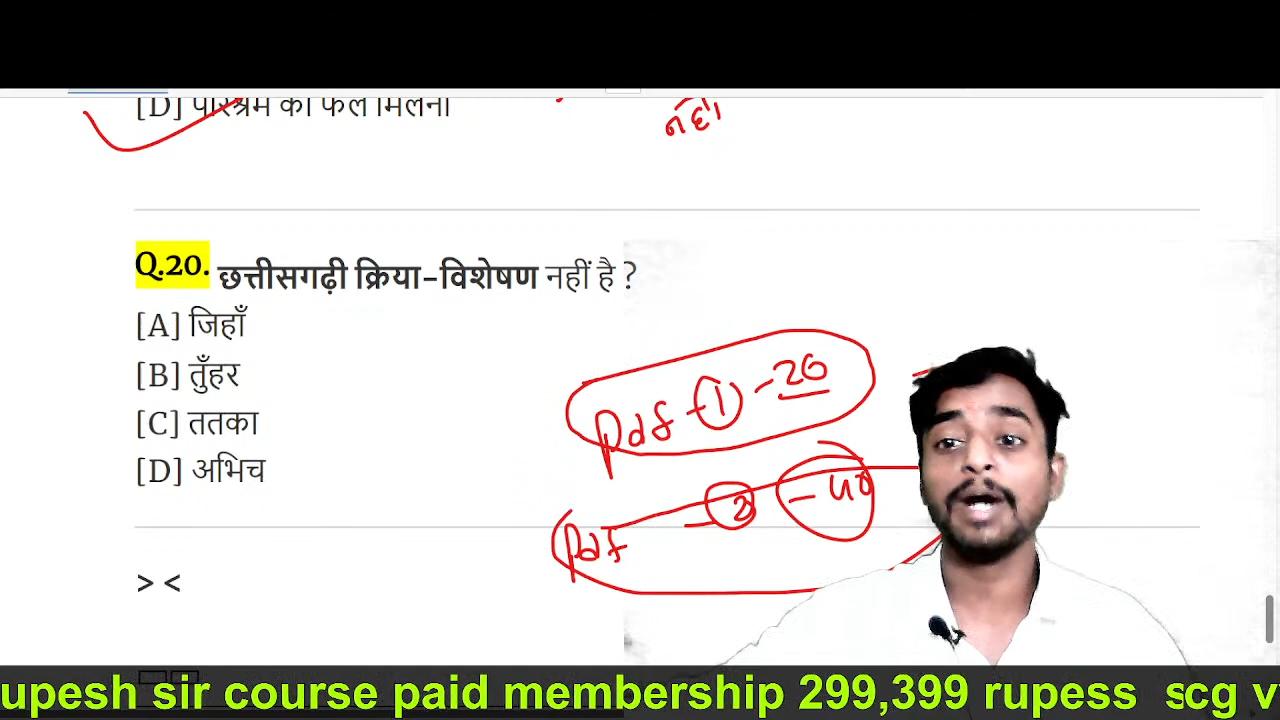 [D] परिश्रम का फल मिलना
नहीं
Q.20. छत्तीसगढ़ी क्रिया-विशेषण नहीं है ?
[A] जिहाँ
[B] तुँहर
[C] ततका
[D] अभिच
Pdf - 1 - 20
Pdf - 2 - 40
> <
upesh sir course paid membership 299,399 rupess scg v